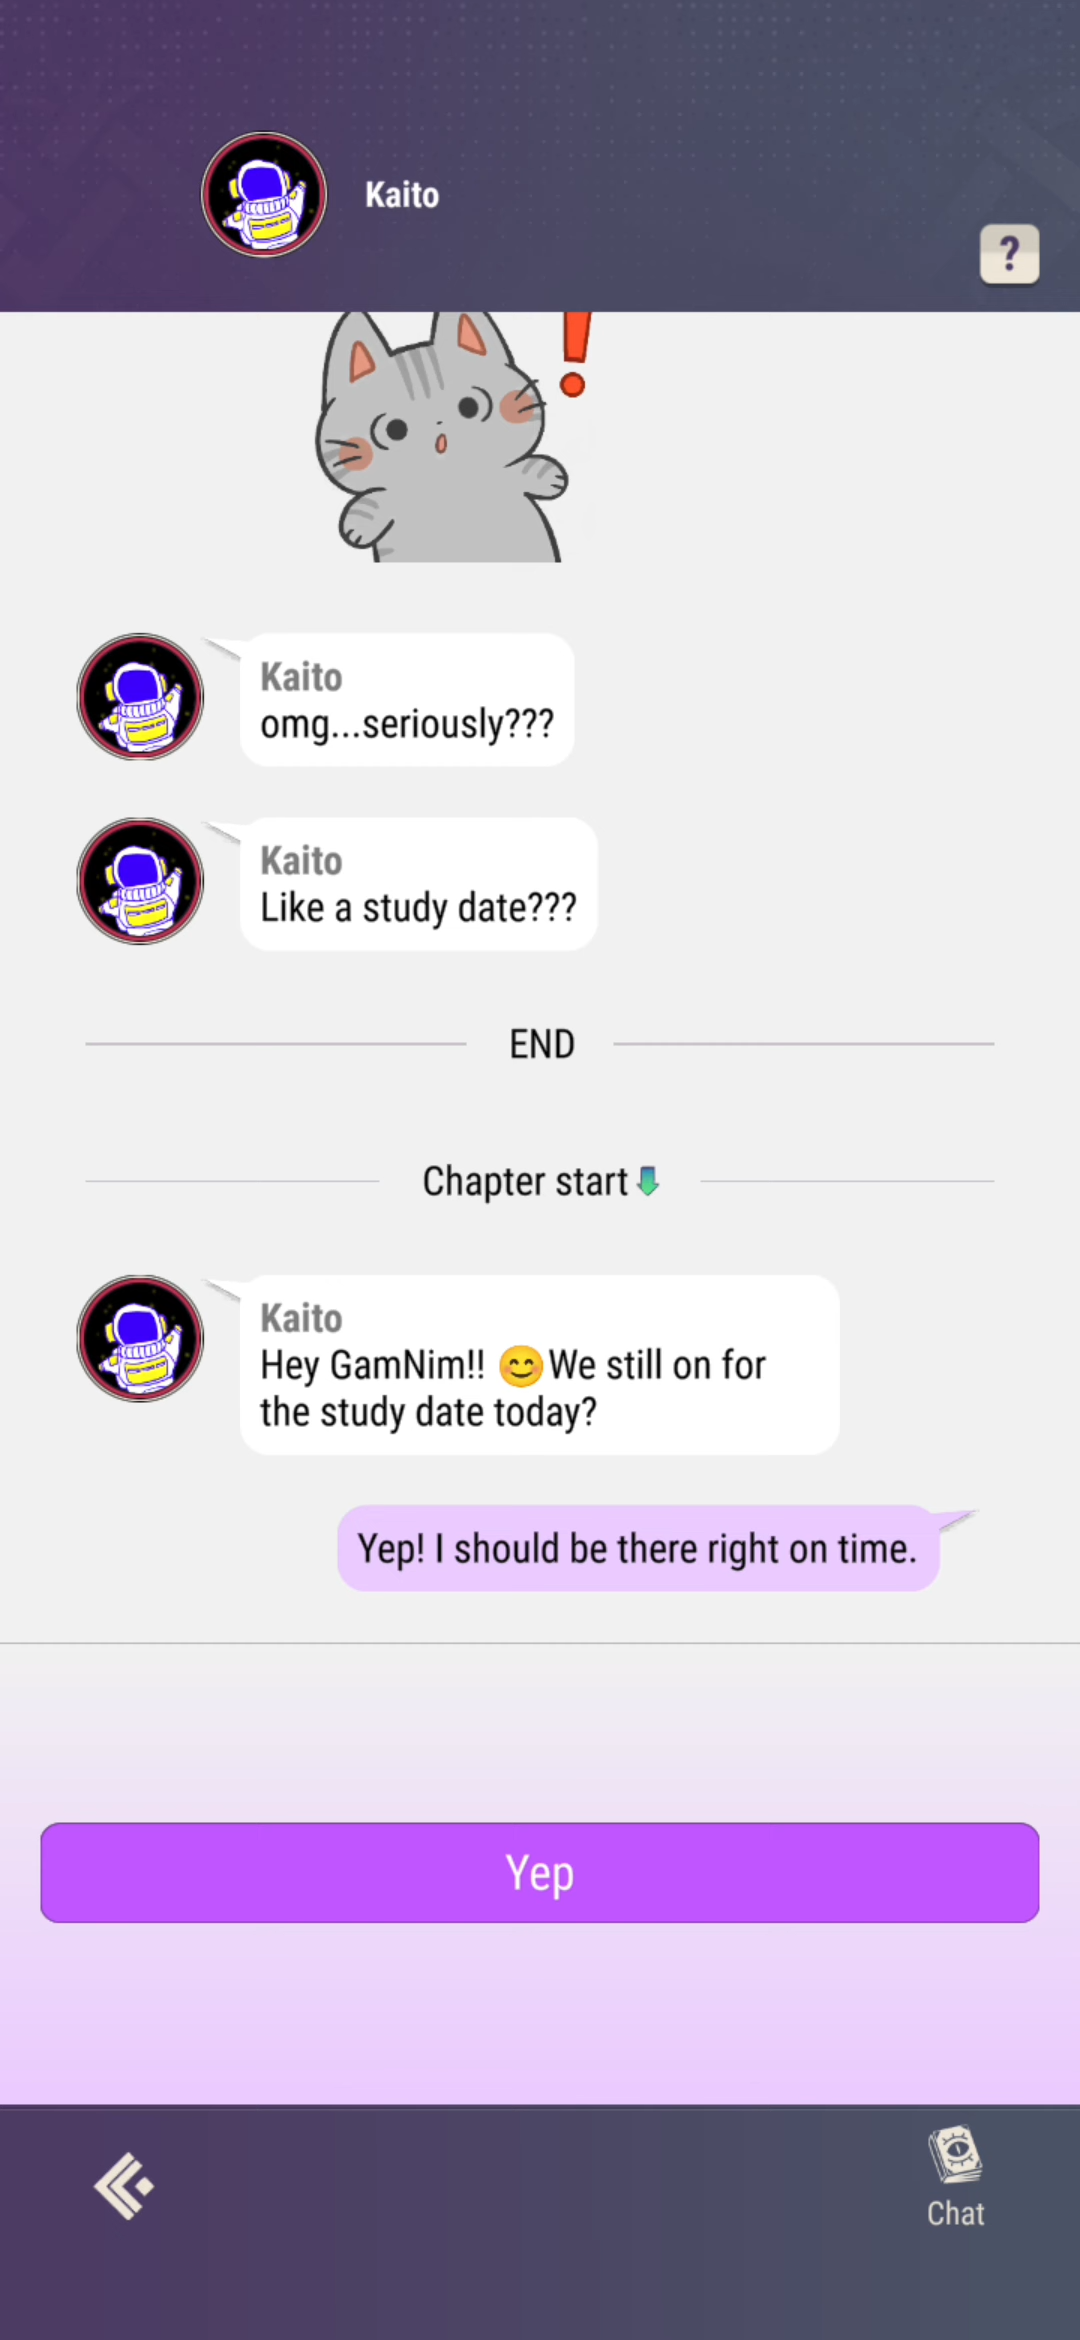 Kaito
?
Kaito
omg...seriously???
Kaito
Like a study date???
END
Chapter start
Kaito
Hey GamNim!! 😊We still on for
the study date today?
Yep! I should be there right on time.
Yep
Chat